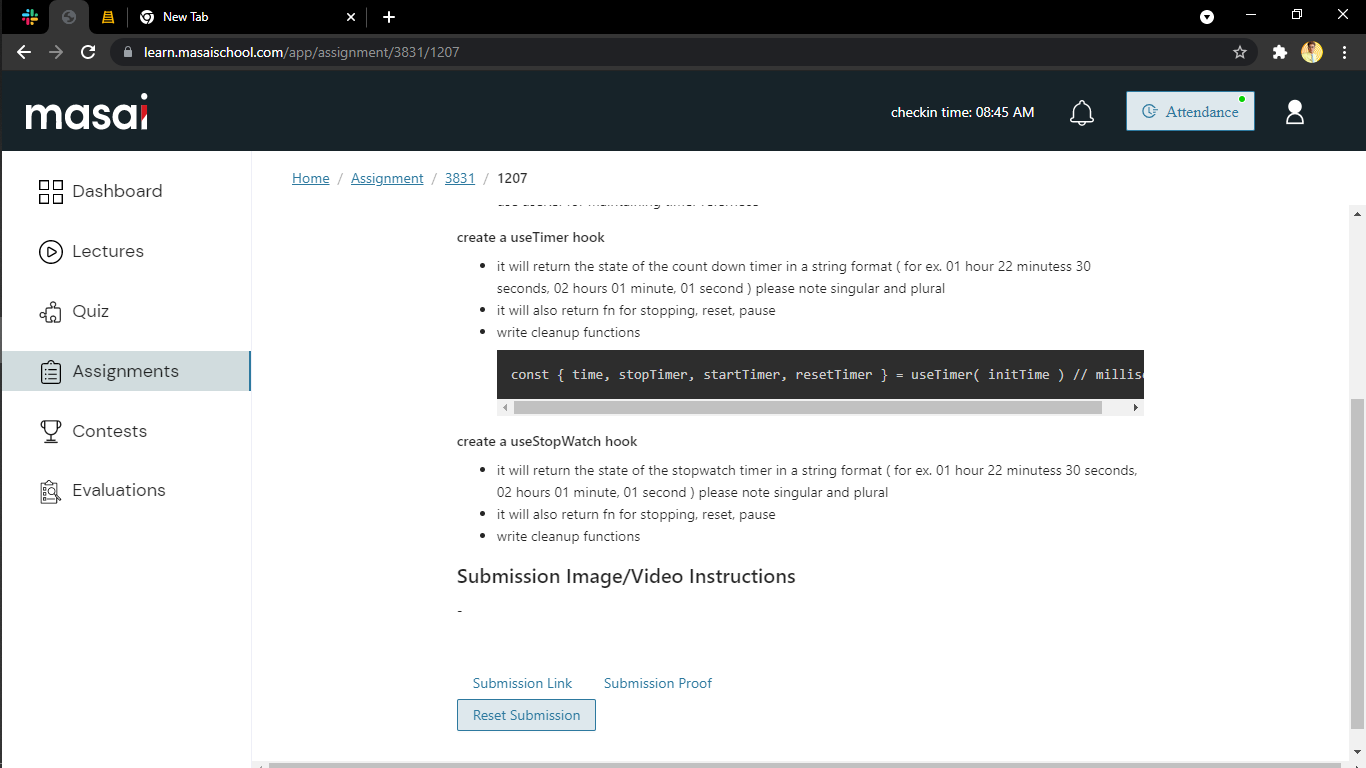 New Tab
learn.masaischool.com/app/assignment/3831/1207
masai
checkin time: 08:45 AM
Attendance
Dashboard
Lectures
Quiz
Assignments
Contests
Evaluations
Home / Assignment / 3831 / 1207
create a useTimer hook
it will return the state of the count down timer in a string format ( for ex. 01 hour 22 minutess 30
seconds, 02 hours 01 minute, 01 second ) please note singular and plural
it will also return fn for stopping, reset, pause
write cleanup functions
const { time, stopTimer, startTimer, resetTimer } = useTimer( initTime ) //
create a useStopWatch hook
it will return the state of the stopwatch timer in a string format ( for ex. 01 hour 22 minutess 30 seconds,
02 hours 01 minute, 01 second ) please note singular and plural
it will also return fn for stopping, reset, pause
write cleanup functions
Submission Image/Video Instructions
-
Submission Link Submission Proof
Reset Submission